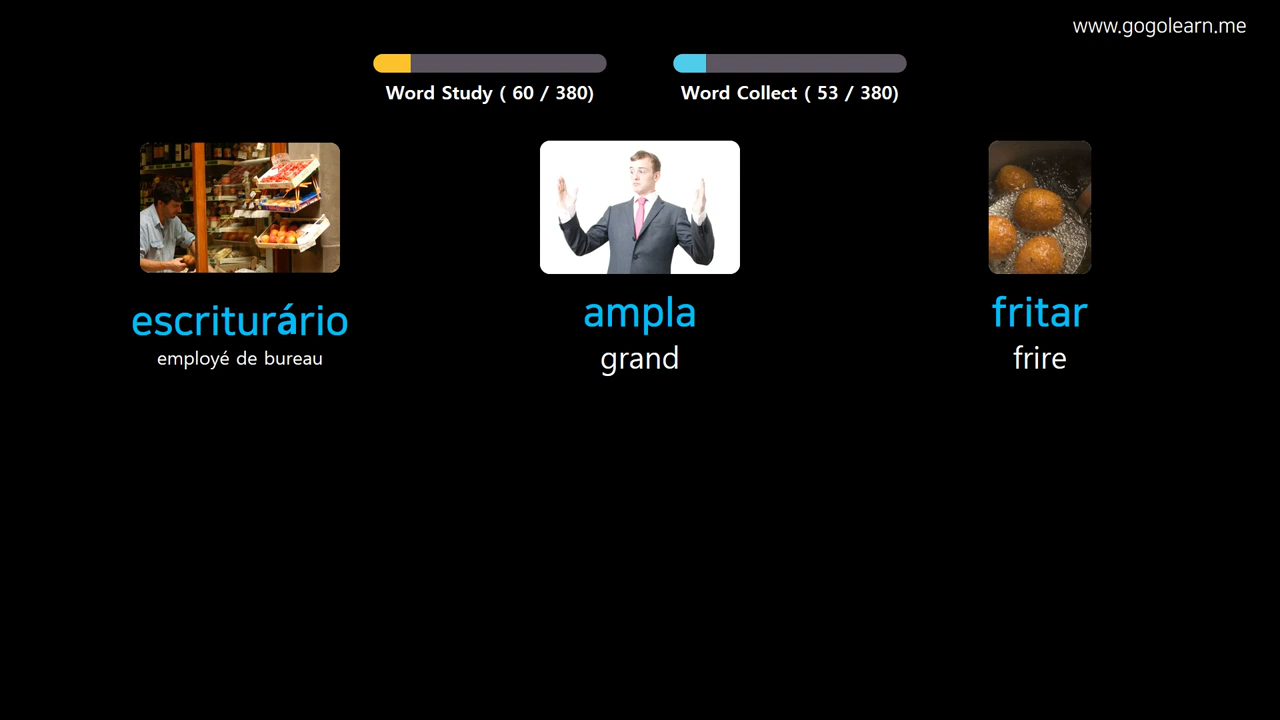 www.gogolearn.me
Word Study ( 60 / 380)
Word Collect ( 53 / 380)
escriturário
ampla
fritar
employé de bureau
grand
frire